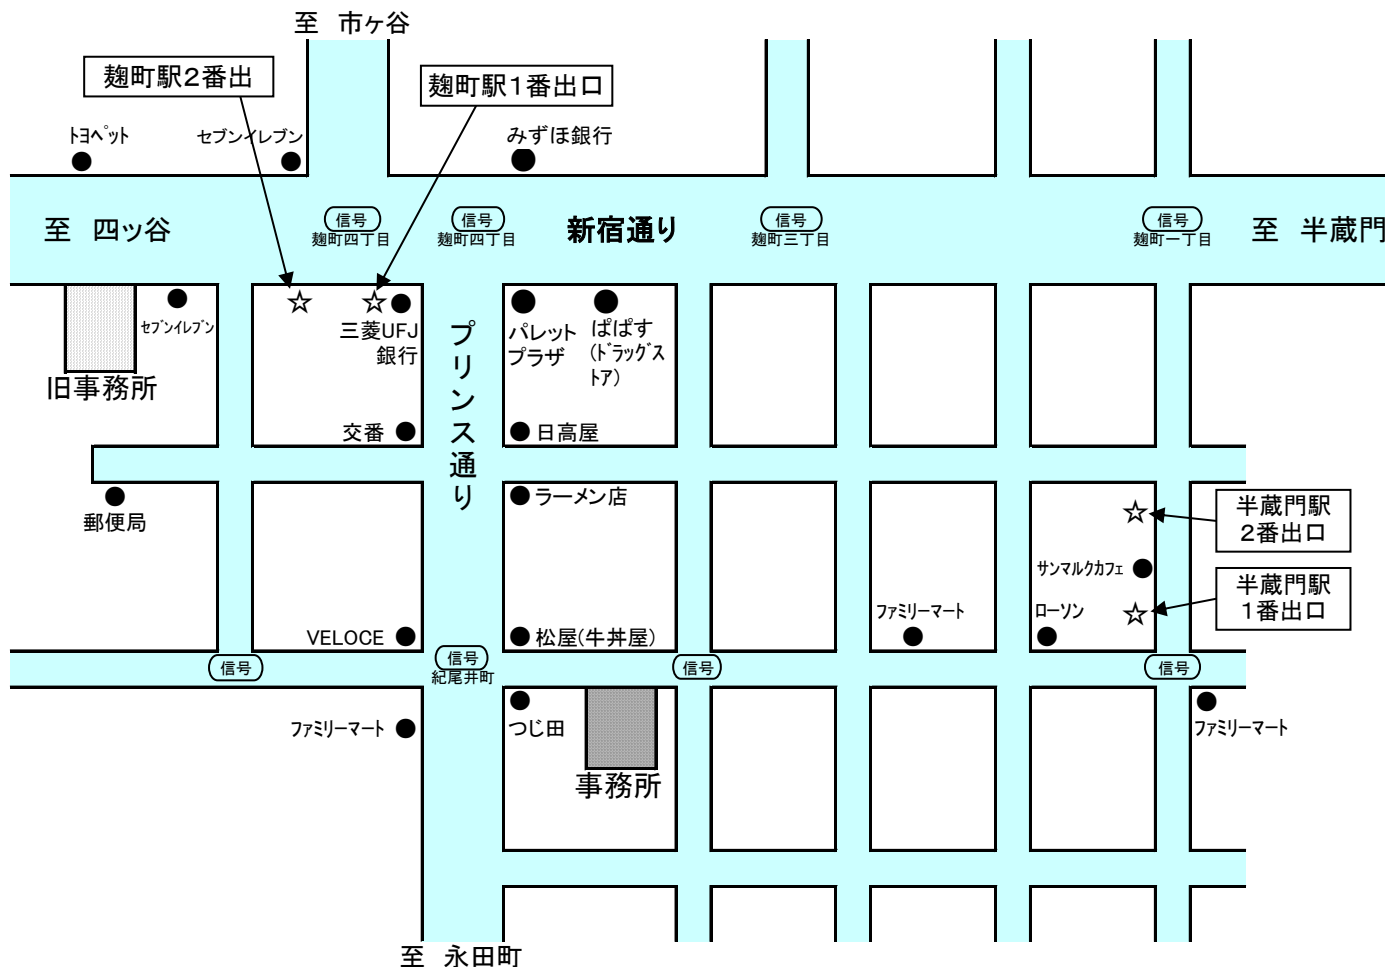 至　市ヶ谷
麹町駅２番出
麹町駅１番出口
ﾄﾖﾍﾟｯﾄ
セブンイレブン
みずほ銀行
至　四ッ谷
信号
麹町四丁目
信号
麹町四丁目
新宿通り
信号
麹町三丁目
信号
麹町一丁目
至　半蔵門
ｾﾌﾞﾝｲﾚﾌﾞﾝ
旧事務所
三菱UFJ
銀行
プリンス通り
パレット
プラザ
ぱぱす
(ﾄﾞﾗｯｸﾞｽ
ﾄｱ)
交番
日高屋
郵便局
ラーメン店
半蔵門駅
２番出口
サンマルクカフェ
半蔵門駅
１番出口
VELOCE
松屋(牛丼屋)
ファミリーマート
ローソン
信号
信号
紀尾井町
信号
信号
ファミリーマート
つじ田
事務所
ファミリーマート
至　永田町